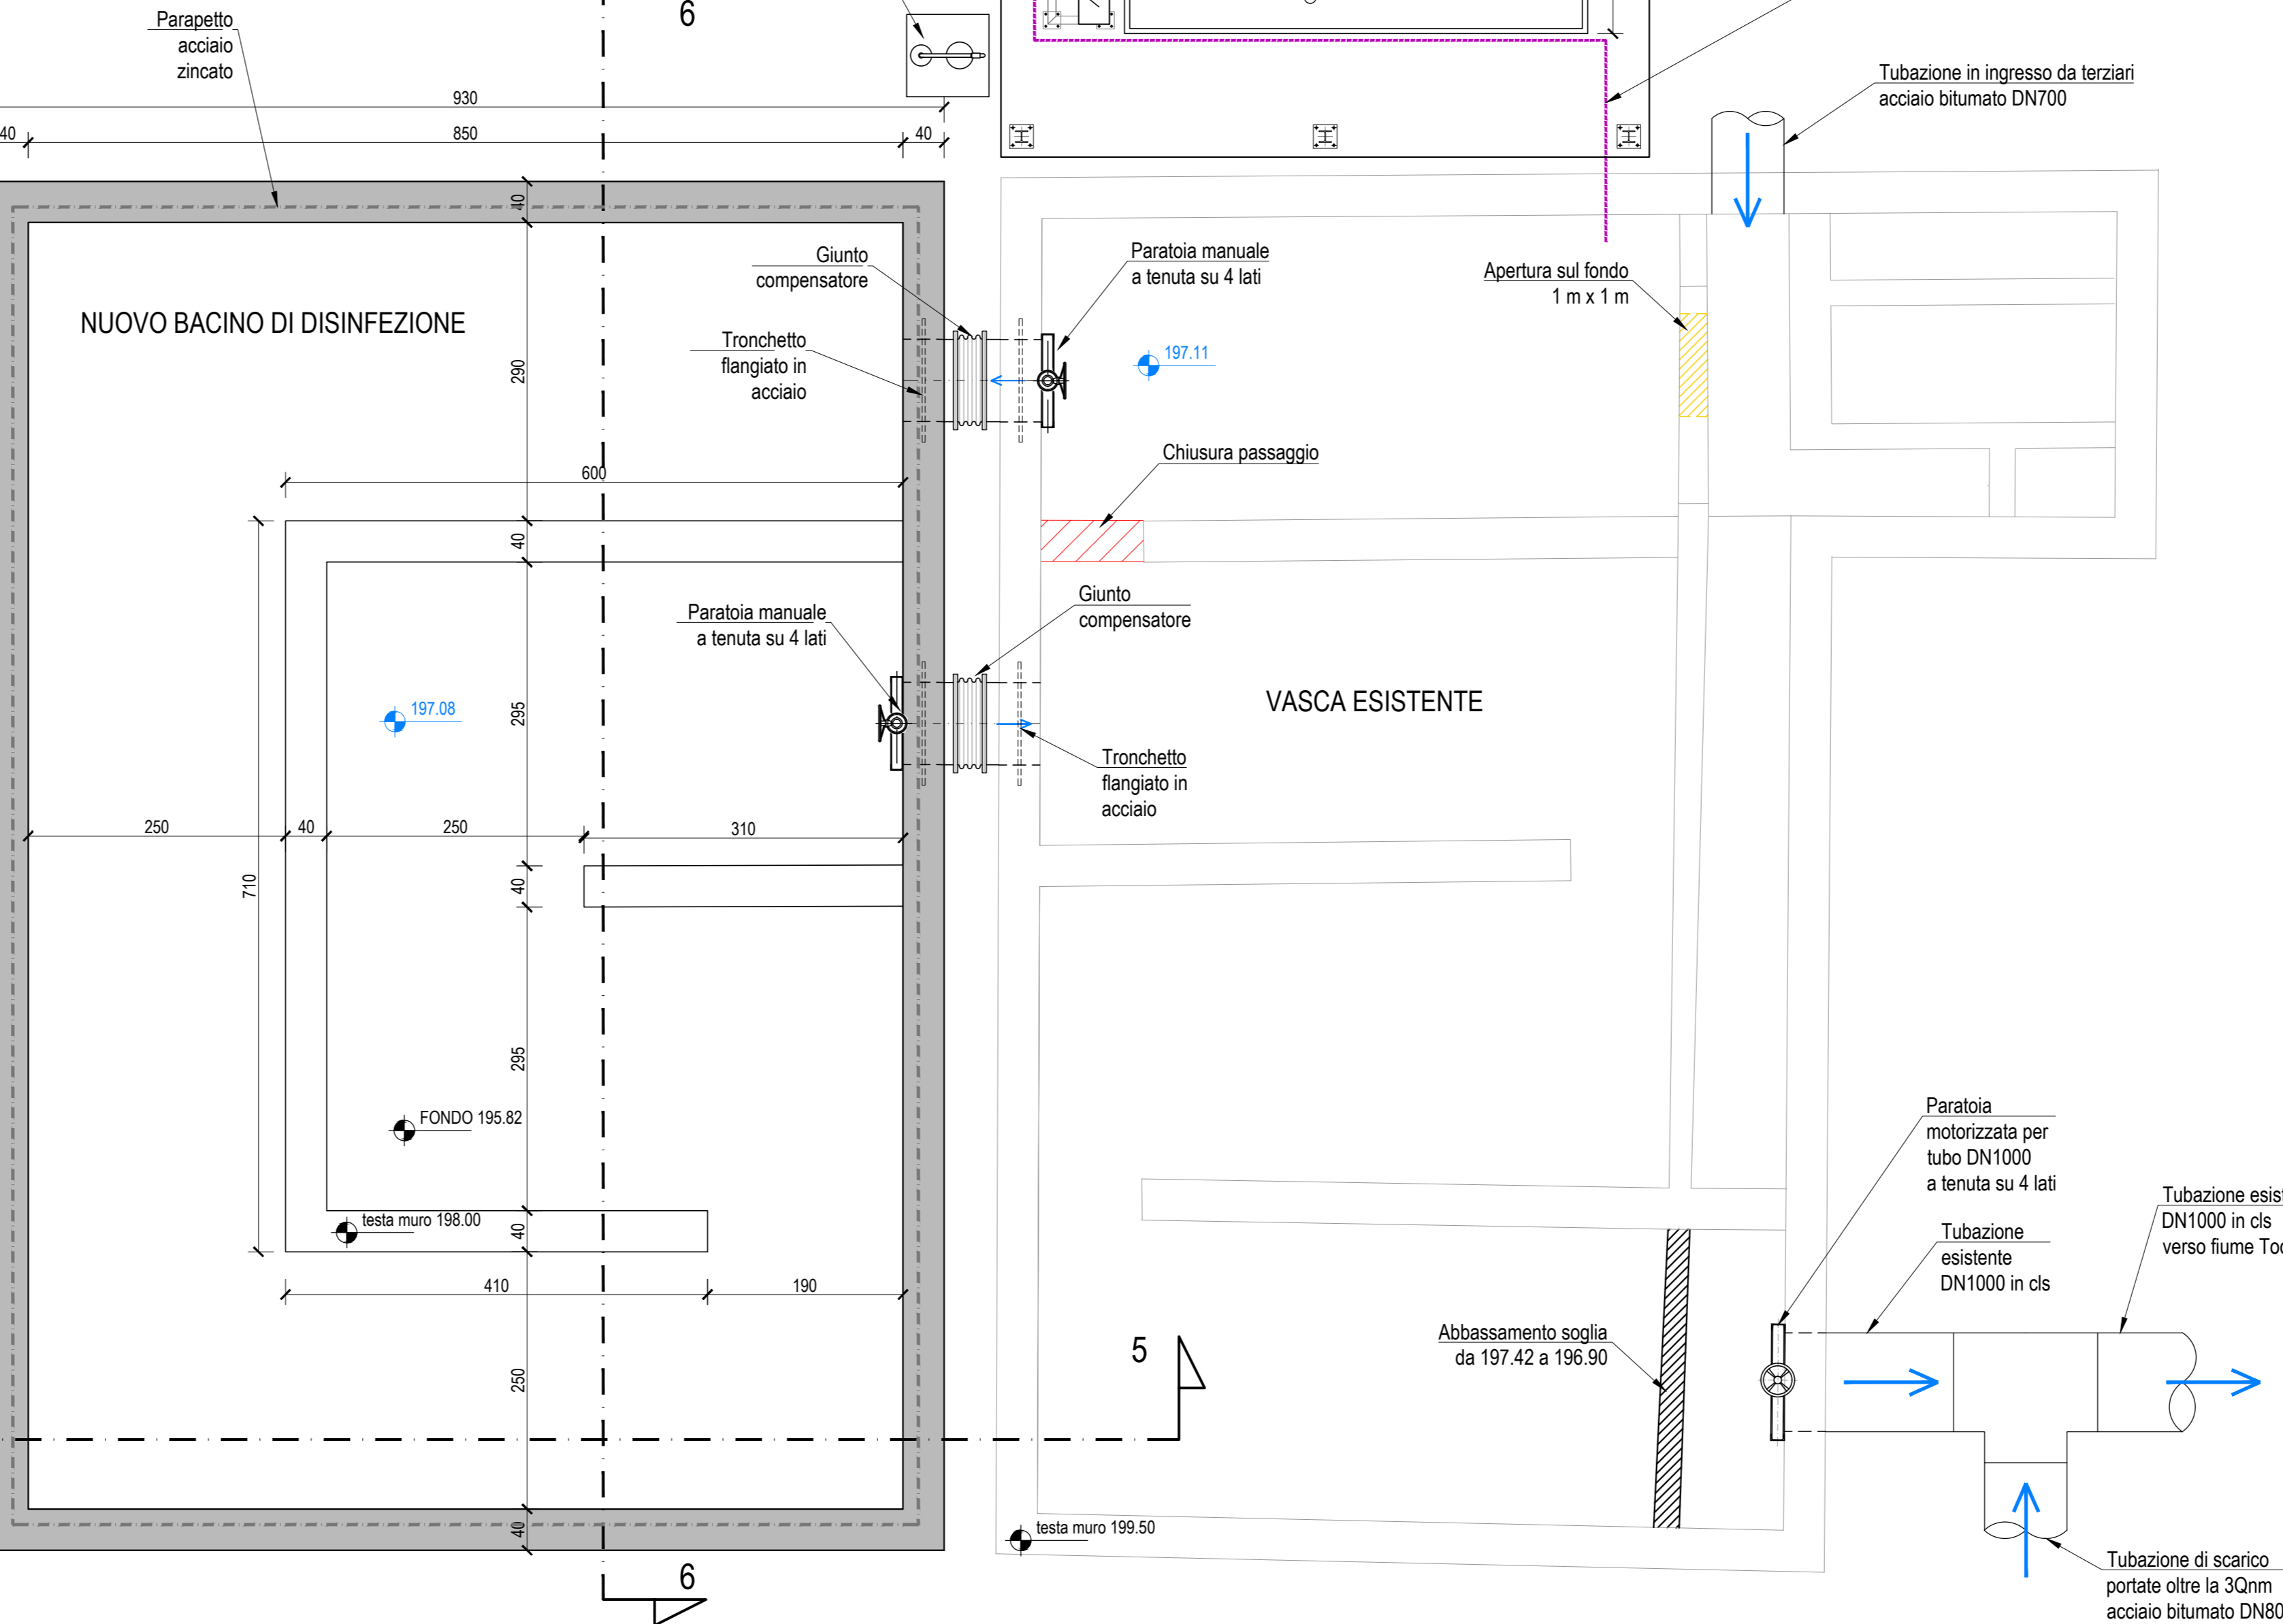 Parapetto
acciaio
zincato
6
930
40
850
40
Tubazione in ingresso da terziari
acciaio bitumato DN700
40
NUOVO BACINO DI DISINFEZIONE
Giunto
compensatore
Tronchetto
flangiato in
acciaio
290
Paratoia manuale
a tenuta su 4 lati
197.11
Apertura sul fondo
1 m x 1 m
Chiusura passaggio
600
40
Paratoia manuale
a tenuta su 4 lati
Giunto
compensatore
197.08
295
VASCA ESISTENTE
Tronchetto
flangiato in
acciaio
250
40
250
310
710
40
295
FONDO 195.82
testa muro 198.00
40
410
190
250
5
Abbassamento soglia
da 197.42 a 196.90
Paratoia
motorizzata per
tubo DN1000
a tenuta su 4 lati
Tubazione
esistente
DN1000 in cls
Tubazione
DN1000 in cls
verso fiume
40
testa muro 199.50
6
Tubazione di scarico
portate oltre la 3Qnm
acciaio bitumato DN80